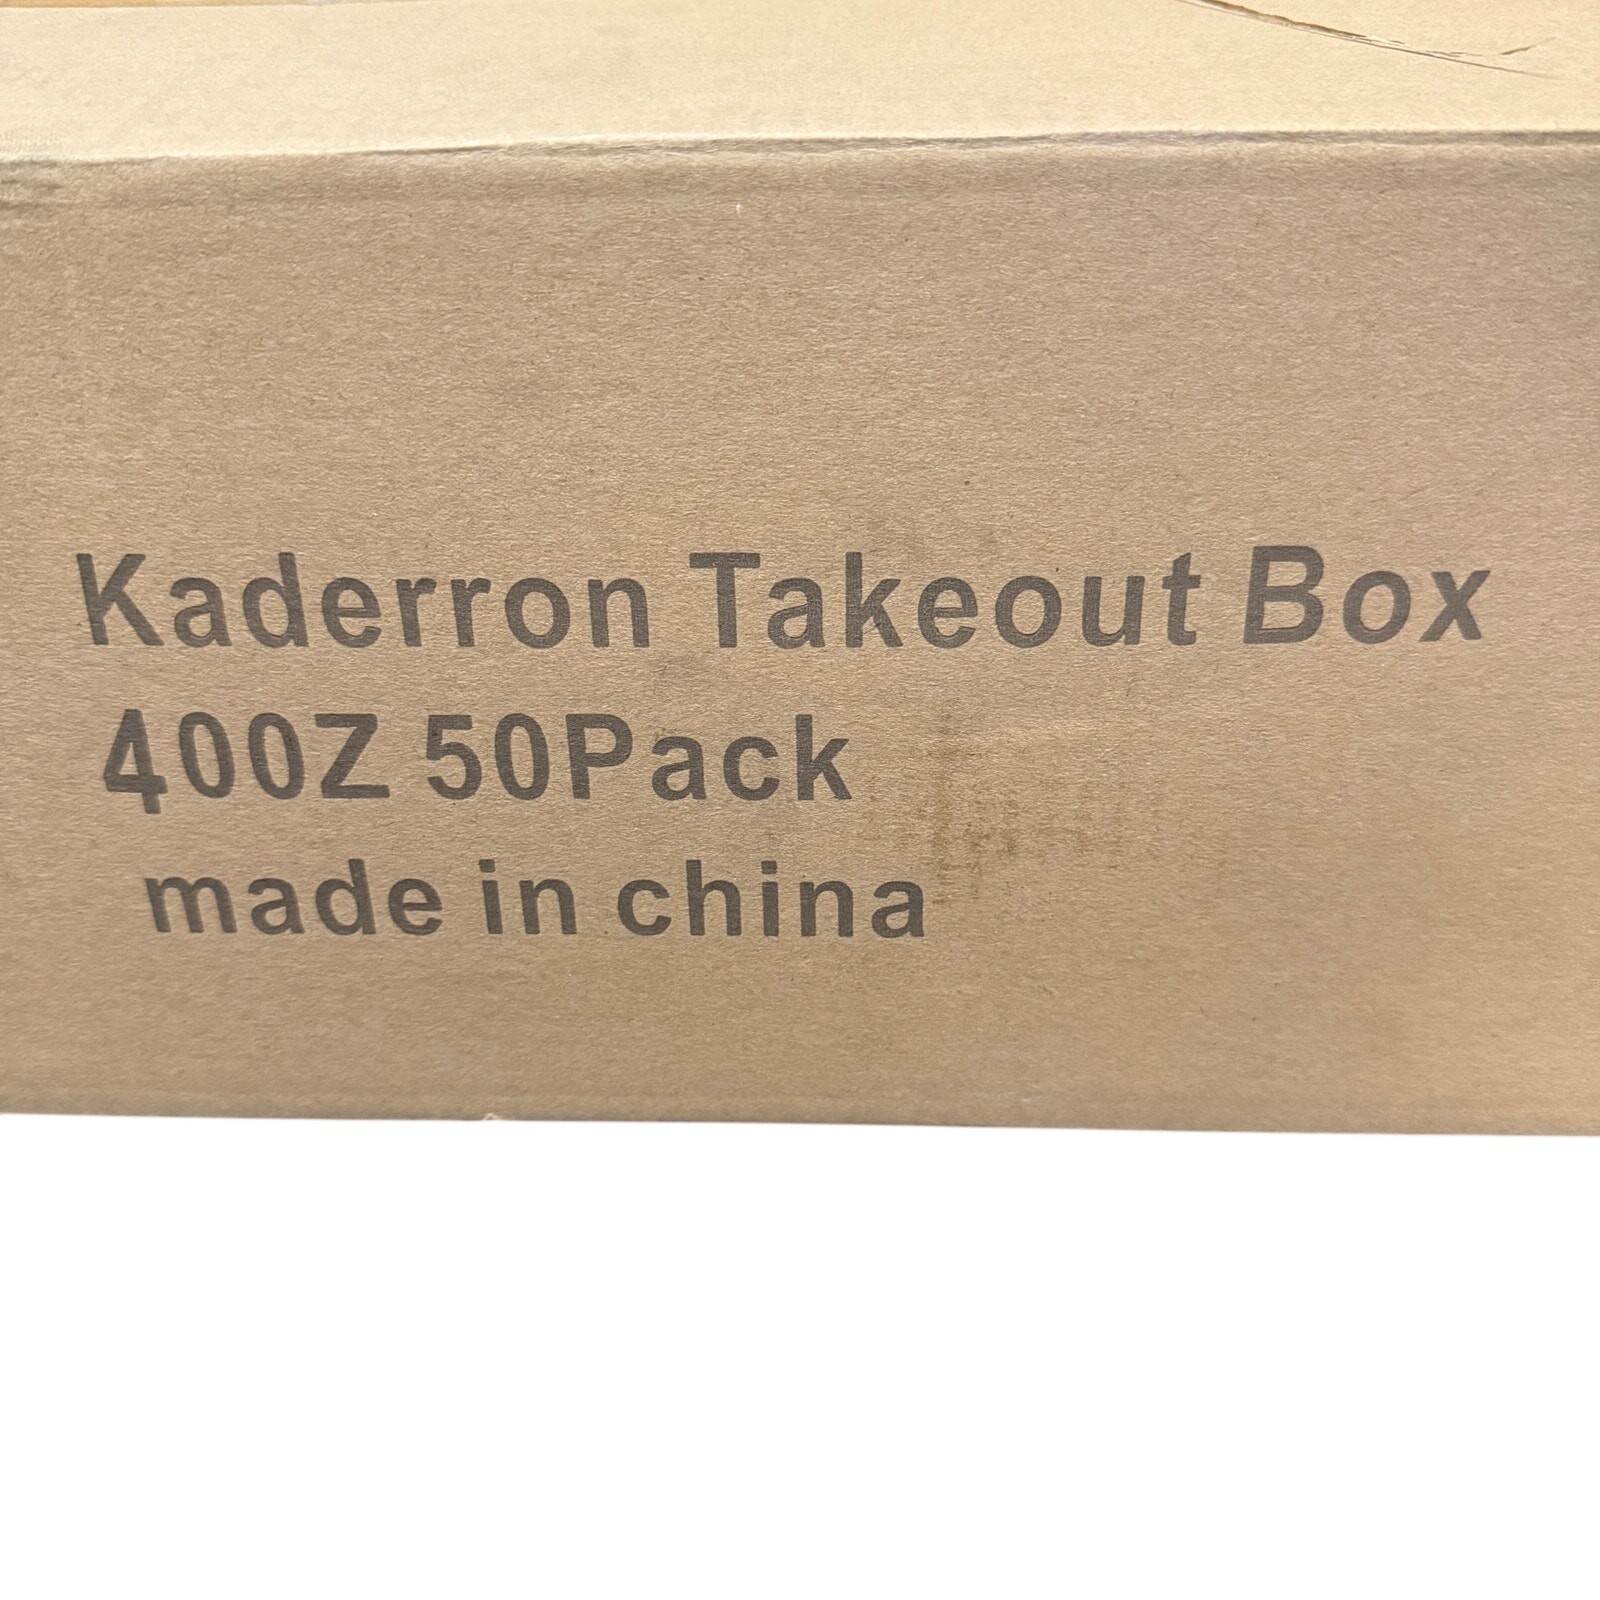 Kaderron Takeout Box
400Z 50Pack
made in china